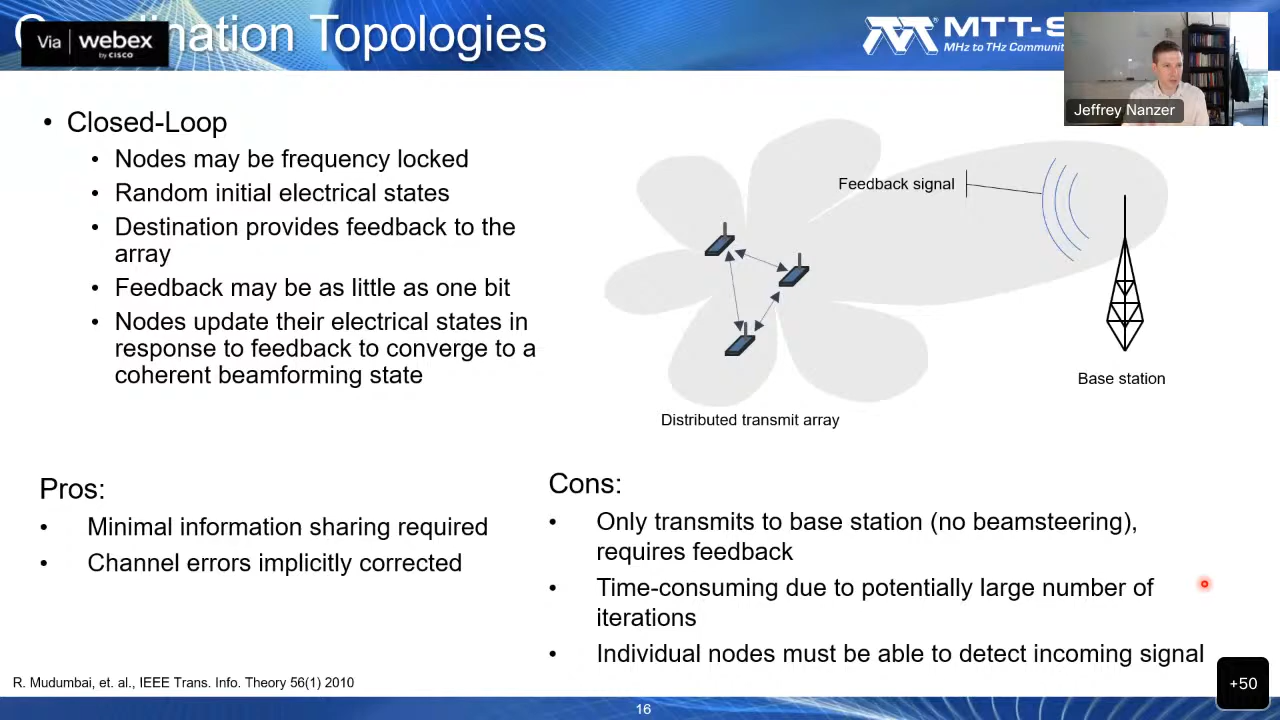 Via webex
by CISCO
nation Topologies
MTT-S
MHz to THz Communit
Jeffrey Nanzer
• Closed-Loop
• Nodes may be frequency locked
• Random initial electrical states
• Destination provides feedback to the
array
• Feedback may be as little as one bit
• Nodes update their electrical states in
response to feedback to converge to a
coherent beamforming state
Feedback signal
Base station
Distributed transmit array
Pros:
• Minimal information sharing required
• Channel errors implicitly corrected
Cons:
• Only transmits to base station (no beamsteering),
requires feedback
• Time-consuming due to potentially large number of
iterations
• Individual nodes must be able to detect incoming signal
R. Mudumbai, et. al., IEEE Trans. Info. Theory 56(1) 2010
16
+50